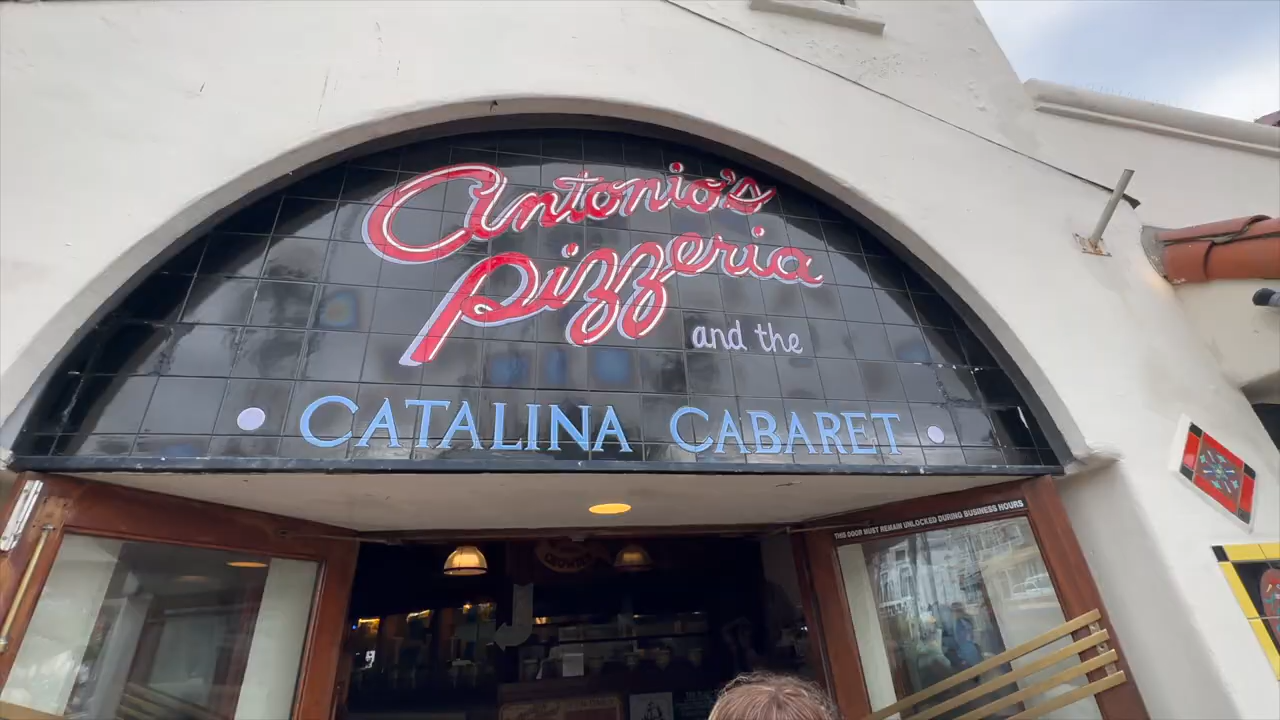 Antonio's
Pizzeria
and the
CATALINA CABARET
THIS DOOR MUST REMAIN UNLOCKED DURING BUSINESS HOURS